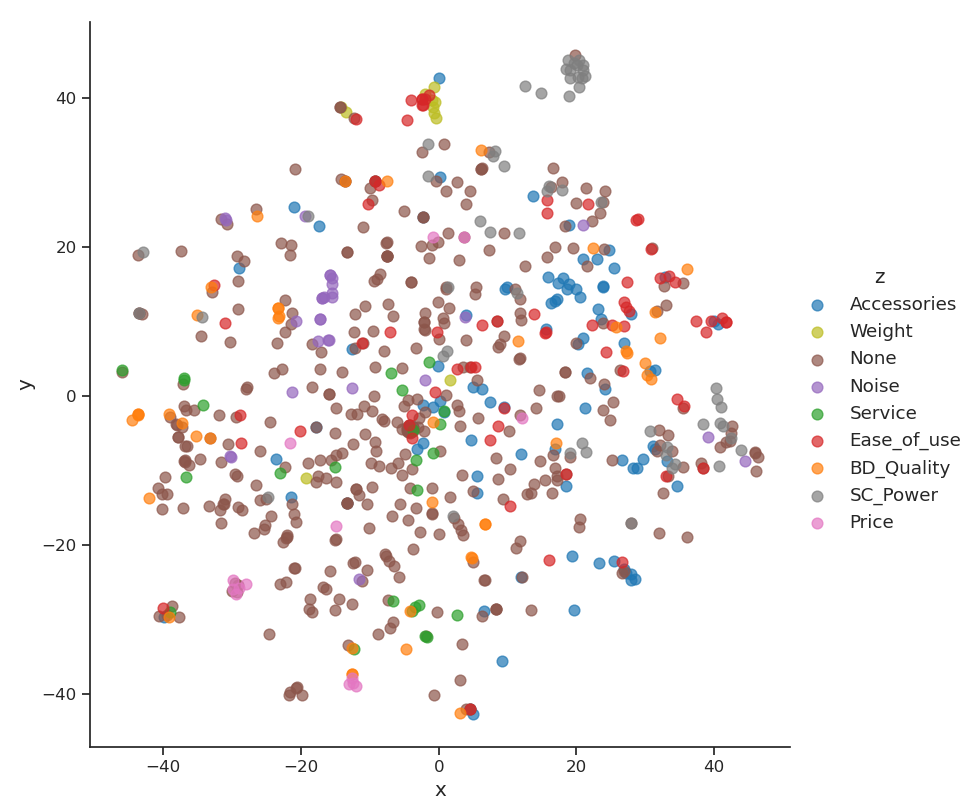 40
20
0
−20
−40
y
−40
−20
0
20
40
x
z
Accessories
Weight
None
Noise
Service
Ease_of_use
BD_Quality
SC_Power
Price